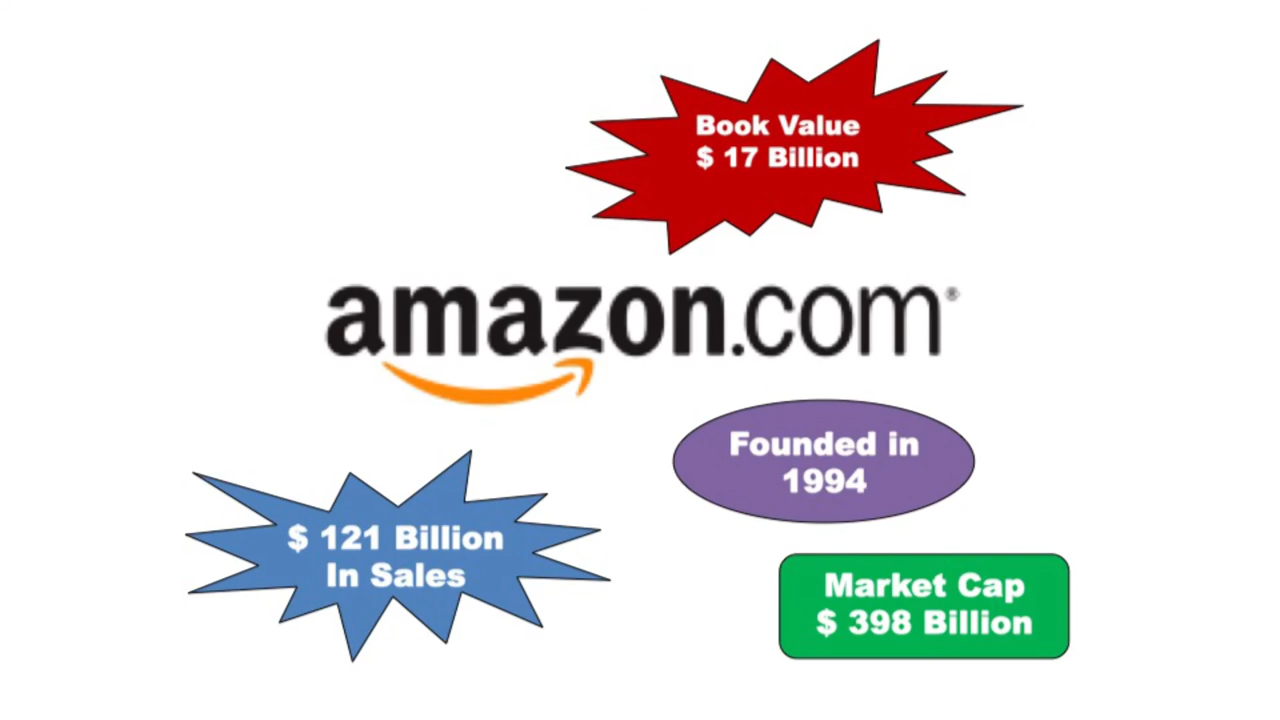 Book Value
$ 17 Billion
amazon.com®
Founded in
1994
$ 121 Billion
In Sales
Market Cap
$ 398 Billion